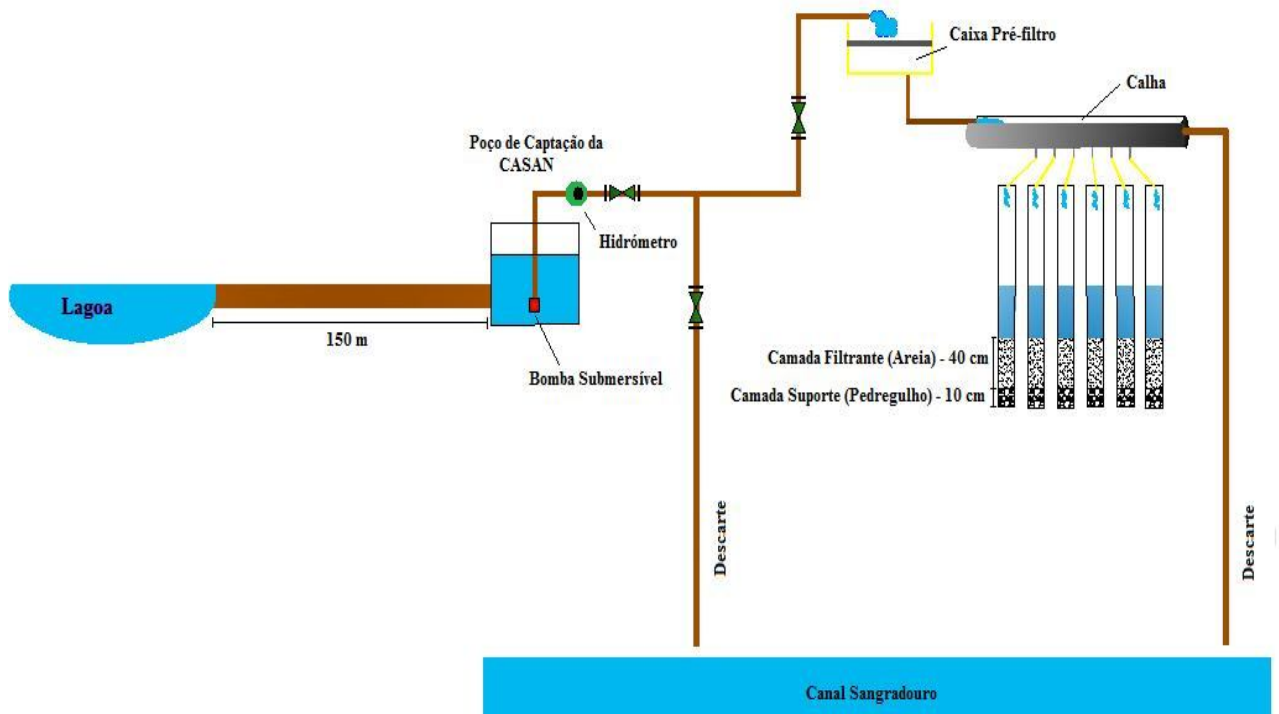 Caixa Pré-filtro
Calha
Poço de Captação da
CASAN
Hidrómetro
Lagoa
150 m
Bomba Submersível
Camada Filtrante (Areia) - 40 cm
Camada Suporte (Pedregulho) - 10 cm
Descarte
Descarte
Canal Sangradouro